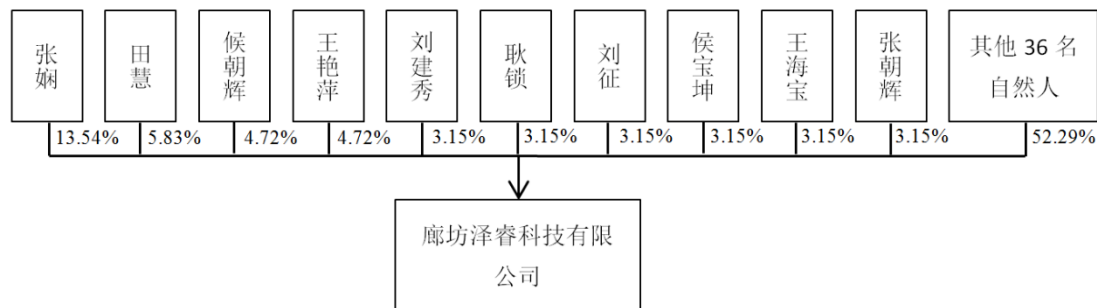 张娴
田慧
候朝辉
王艳萍
刘建秀
耿锁
刘征
侯宝坤
王海宝
张朝辉
其他 36 名
自然人
13.54%
5.83%
4.72%
4.72%
3.15%
3.15%
3.15%
3.15%
3.15%
3.15%
52.29%
廊坊泽睿科技有限
公司